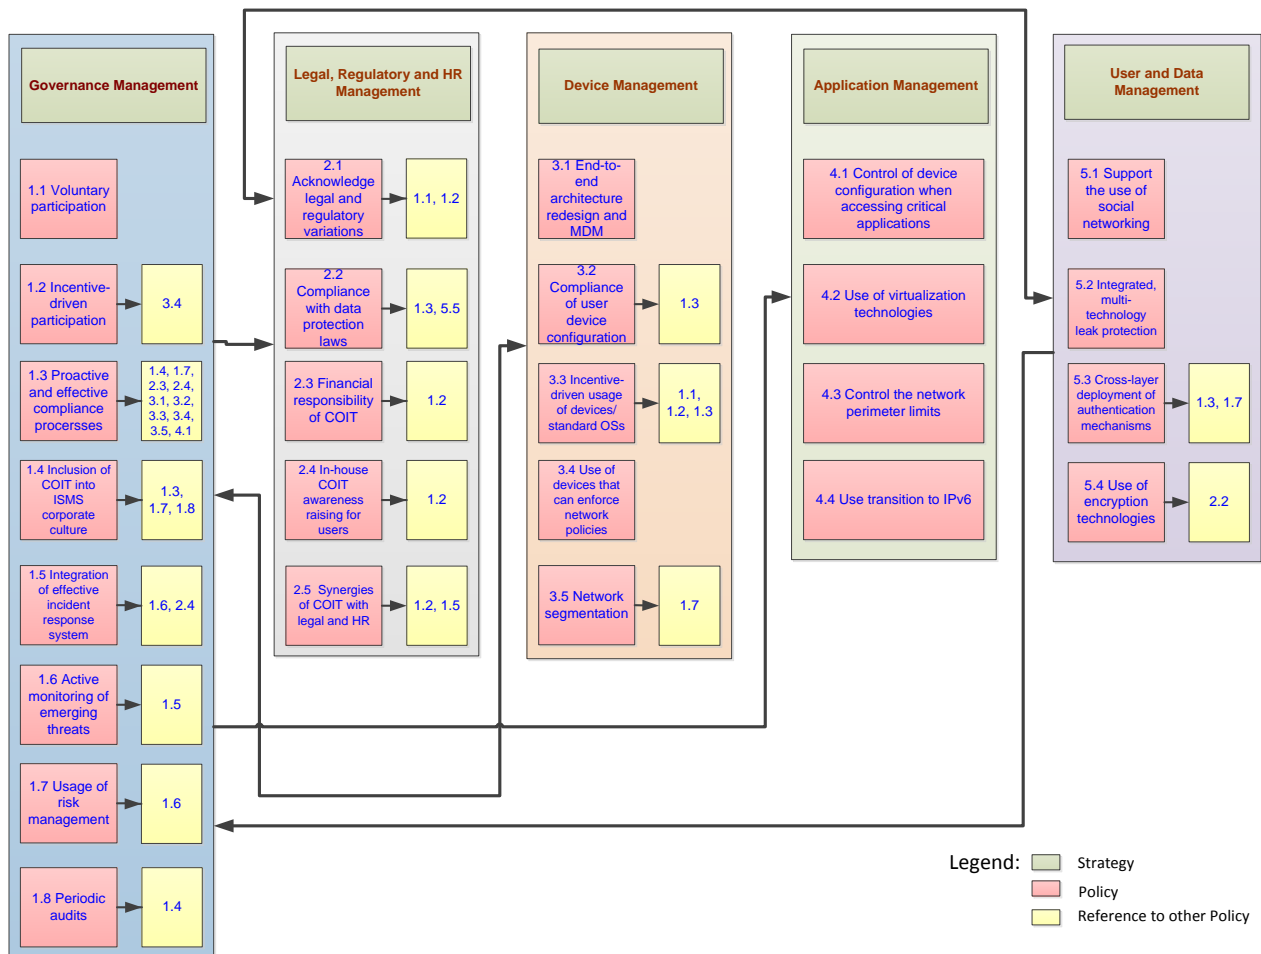 Governance Management
1.1 Voluntary
participation
1.2 Incentive-
driven
participation
3.4
1.3 Proactive
and effective
compliance
procersses
1.4, 1.7,
2.3, 2.4,
3.1, 3.2,
3.3, 3.4,
3.5, 4.1
1.4 Inclusion of
COIT into
ISMS
corporate
culture
1.3,
1.7, 1.8
1.5 Integration
of effective
incident
response
system
1.6, 2.4
1.6 Active
monitoring of
emerging
threats
1.5
1.7 Usage of
risk
management
1.6
1.8 Periodic
audits
1.4
Legal, Regulatory and HR
Management
2.1
Acknowledge
legal and
regulatory
variations
1.1, 1.2
2.2
Compliance
with data
protection
laws
1.3, 5.5
2.3 Financial
responsibility
of COIT
1.2
2.4 In-house
COIT
awareness
raising for
users
1.2
2.5 Synergies
of COIT with
legal and HR
1.2, 1.5
Device Management
3.1 End-to-
end
architecture
redesign and
MDM
3.2
Compliance
of user
device
configuration
1.3
3.3 Incentive-
driven usage
of devices/
standard OSs
1.1,
1.2, 1.3
3.4 Use of
devices that
can enforce
network
policies
3.5 Network
segmentation
1.7
Application Management
4.1 Control of device
configuration when
accessing critical
applications
4.2 Use of virtualization
technologies
4.3 Control the network
perimeter limits
4.4 Use transition to IPv6
User and Data
Management
5.1 Support
the use of
social
networking
5.2 Integrated,
multi-
technology
leak protection
5.3 Cross-layer
deployment of
authentication
mechanisms
1.3, 1.7
5.4 Use of
encryption
technologies
2.2
Legend:
Strategy
Policy
Reference to other Policy